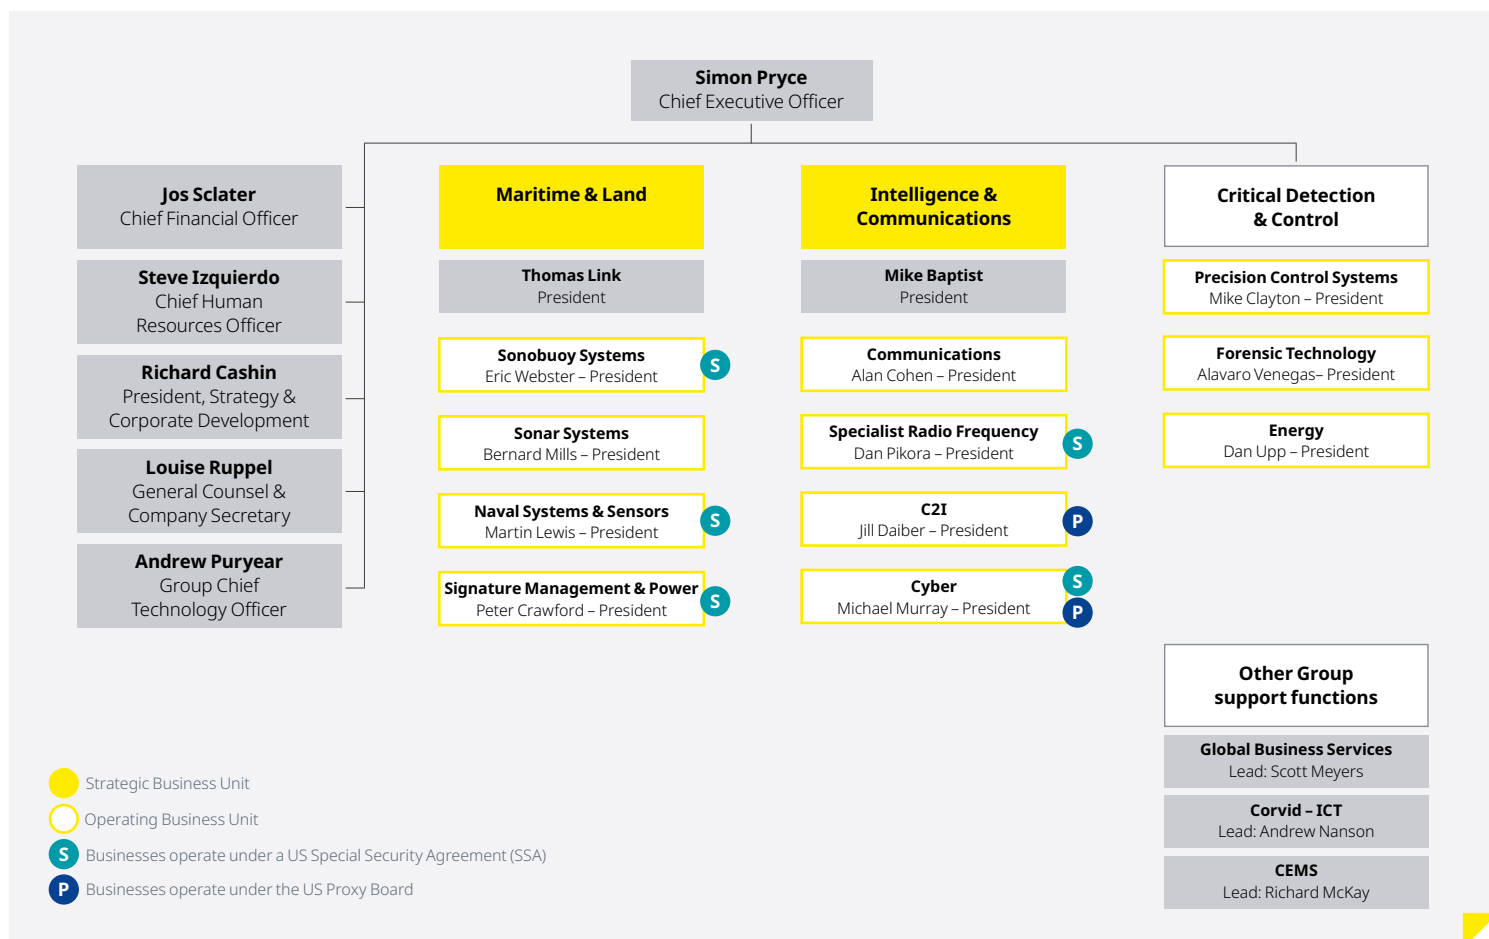 Simon Pryce
Chief Executive Officer
Jos Sclater
Chief Financial Officer
Steve Izquierdo
Chief Human
Resources Officer
Richard Cashin
President, Strategy &
Corporate Development
Louise Ruppel
General Counsel &
Company Secretary
Andrew Puryear
Group Chief
Technology Officer
Maritime & Land
Thomas Link
President
Sonobuoy Systems
Eric Webster – President
S
Sonar Systems
Bernard Mills – President
Naval Systems & Sensors
Martin Lewis – President
S
Signature Management & Power
Peter Crawford – President
S
Intelligence &
Communications
Mike Baptist
President
Communications
Alan Cohen – President
Specialist Radio Frequency
Dan Pikora – President
S
C2I
Jill Daiber – President
P
Cyber
Michael Murray – President
S
P
Critical Detection
& Control
Precision Control Systems
Mike Clayton – President
Forensic Technology
Alavaro Venegas– President
Energy
Dan Upp – President
Other Group
support functions
Global Business Services
Lead: Scott Meyers
Corvid – ICT
Lead: Andrew Nanson
CEMS
Lead: Richard McKay
Strategic Business Unit
Operating Business Unit
S Businesses operate under a US Special Security Agreement (SSA)
P Businesses operate under the US Proxy Board